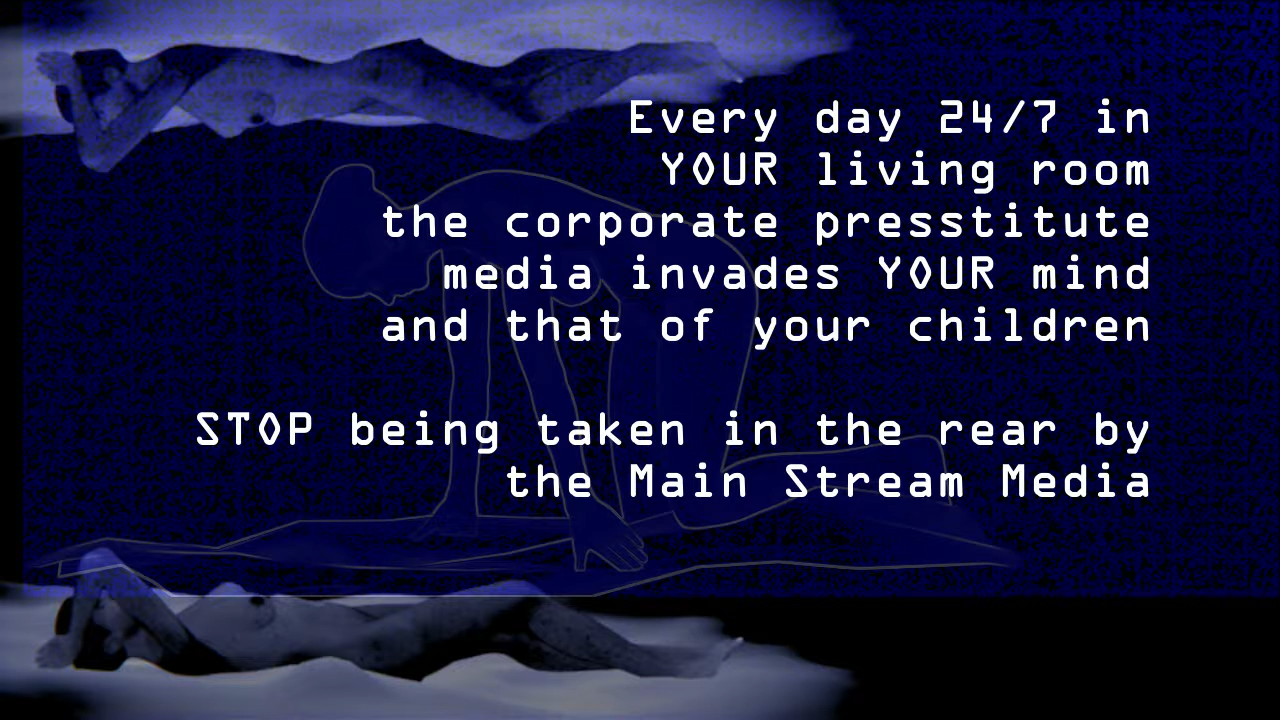 Every day 24/7 in
YOUR living room
the corporate presstitute
media invades YOUR mind
and that of your children
STOP being taken in the rear by
the Main Stream Media